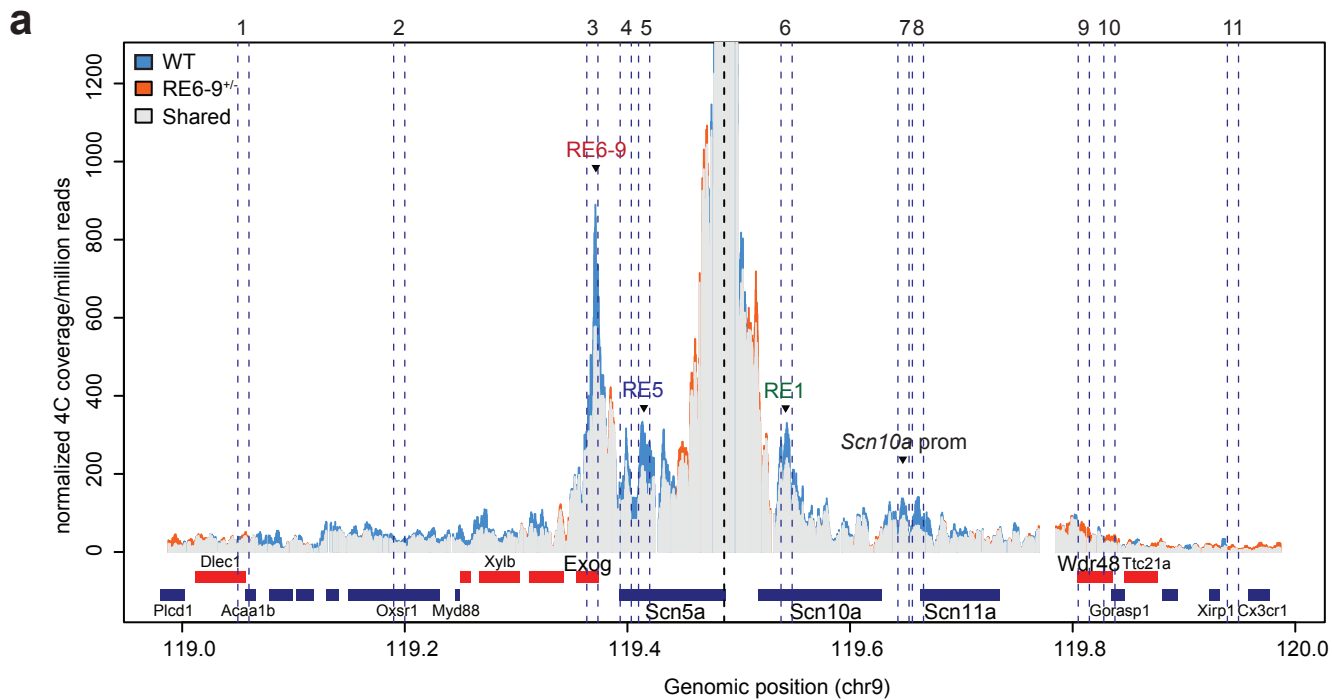 a
1 2 3 4 5 6 7 8 9 10 11
WT
RE6-9+/-
Shared
normalized 4C coverage/million reads
1200
1000
800
600
400
200
0
RE6-9
RE5
RE1
Scn10a prom
Dlec1 Xylb Exog Wdr48 Ttc21a
Plcd1 Acaa1b Oxsr1 Myd88 Scn5a Scn10a Scn11a Gorasp1 Xirp1 Cx3cr1
119.0 119.2 119.4 119.6 119.8 120.0
Genomic position (chr9)